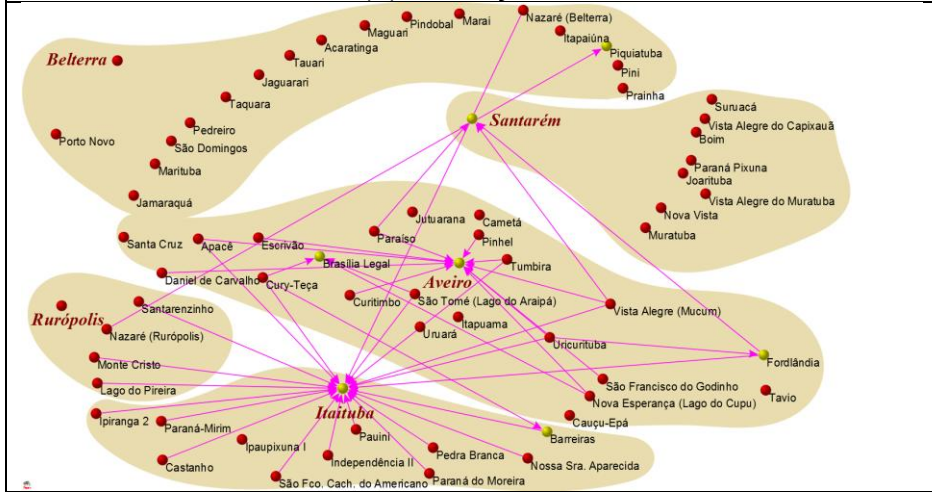 Marai
Nazaré (Belterra)
Pindobal
Maguari
Itapaiúna
Acaratinga
Piquiatuba
Belterra
Tauari
Pini
Jaguarari
Prainha
Taquara
Suruacá
Santarém
Vista Alegre do Capixauã
Pedreiro
Boim
Porto Novo
São Domingos
Marituba
Paraná Pixuna
Joarituba
Jamaraquá
Vista Alegre do Muratuba
Nova Vista
Jutuarana
Cametá
Muratuba
Santa Cruz
Apacê
Escrivão
Paraíso
Pinhel
Brasília Legal
Tumbira
Daniel de Carvalho
Cury-Teça
Aveiro
Curitimbo
São Tomé (Lago do Araipá)
Santarenzinho
Vista Alegre (Mucum)
Rurópolis
Itapuama
Nazaré (Rurópolis)
Uruará
Uricurituba
Fordlândia
Monte Cristo
São Francisco do Godinho
Lago do Pireira
Nova Esperança (Lago do Cupu)
Tavio
Itaituba
Ipiranga 2
Paraná-Mirim
Cauçu-Epá
Pauini
Barreiras
Ipaupixuna I
Pedra Branca
Castanho
Independência II
Nossa Sra. Aparecida
São Fco. Cach. do Americano
Paraná do Moreira